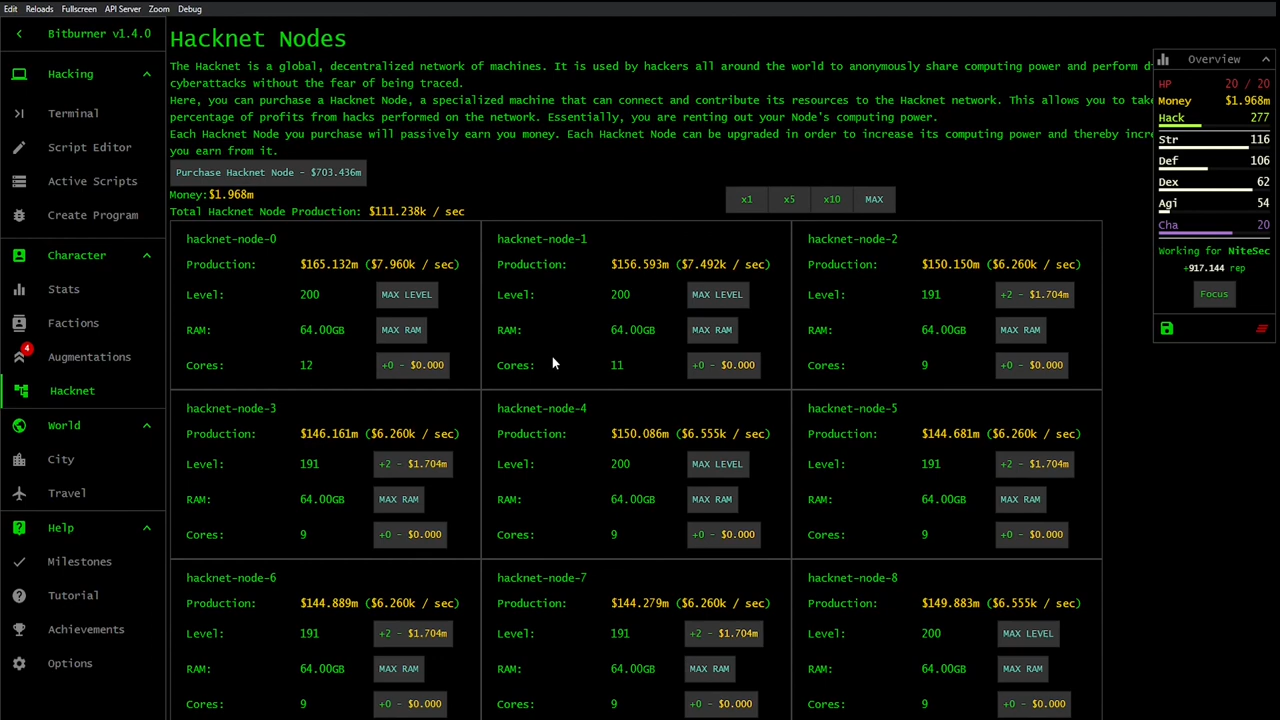 Edit Reloads Fullscreen API Server Zoom Debug
Bitburner v1.4.0
Hacking
Terminal
Script Editor
Active Scripts
Create Program
Character
Stats
Factions
4
Augmentations
Hacknet
World
City
Travel
Help
Milestones
Tutorial
Achievements
Options
Hacknet Nodes
The Hacknet is a global, decentralized network of machines. It is used by hackers all around the world to anonymously share computing power and perform
cyberattacks without the fear of being traced.
Here, you can purchase a Hacknet Node, a specialized machine that can connect and contribute its resources to the Hacknet network. This allows you to take
percentage of profits from hacks performed on the network. Essentially, you are renting out your Node's computing power.
Each Hacknet Node you purchase will passively earn you money. Each Hacknet Node can be upgraded in order to increase its computing power and thereby
you earn from it.
Purchase Hacknet Node - $703.436m
Money:$1.968m
Total Hacknet Node Production: $111.238k / sec
x1 x5 x10 MAX
hacknet-node-0
Production: $165.132m ($7.960k / sec)
Level: 200 MAX LEVEL
RAM: 64.00GB MAX RAM
Cores: 12 +0 - $0.000
hacknet-node-1
Production: $156.593m ($7.492k / sec)
Level: 200 MAX LEVEL
RAM: 64.00GB MAX RAM
Cores: 11 +0 - $0.000
hacknet-node-2
Production: $150.150m ($6.260k / sec)
Level: 191 +2 - $1.704m
RAM: 64.00GB MAX RAM
Cores: 9 +0 - $0.000
hacknet-node-3
Production: $146.161m ($6.260k / sec)
Level: 191 +2 - $1.704m
RAM: 64.00GB MAX RAM
Cores: 9 +0 - $0.000
hacknet-node-4
Production: $150.086m ($6.555k / sec)
Level: 200 MAX LEVEL
RAM: 64.00GB MAX RAM
Cores: 9 +0 - $0.000
hacknet-node-5
Production: $144.681m ($6.260k / sec)
Level: 191 +2 - $1.704m
RAM: 64.00GB MAX RAM
Cores: 9 +0 - $0.000
hacknet-node-6
Production: $144.889m ($6.260k / sec)
Level: 191 +2 - $1.704m
RAM: 64.00GB MAX RAM
Cores: 9 +0 - $0.000
hacknet-node-7
Production: $144.279m ($6.260k / sec)
Level: 191 +2 - $1.704m
RAM: 64.00GB MAX RAM
Cores: 9 +0 - $0.000
hacknet-node-8
Production: $149.883m ($6.555k / sec)
Level: 200 MAX LEVEL
RAM: 64.00GB MAX RAM
Cores: 9 +0 - $0.000
Overview
HP 20 / 20
Money $1.968m
Hack 277
Str 116
Def 106
Dex 62
Agi 54
Cha 20
Working for NiteSec
+917.144 rep
Focus